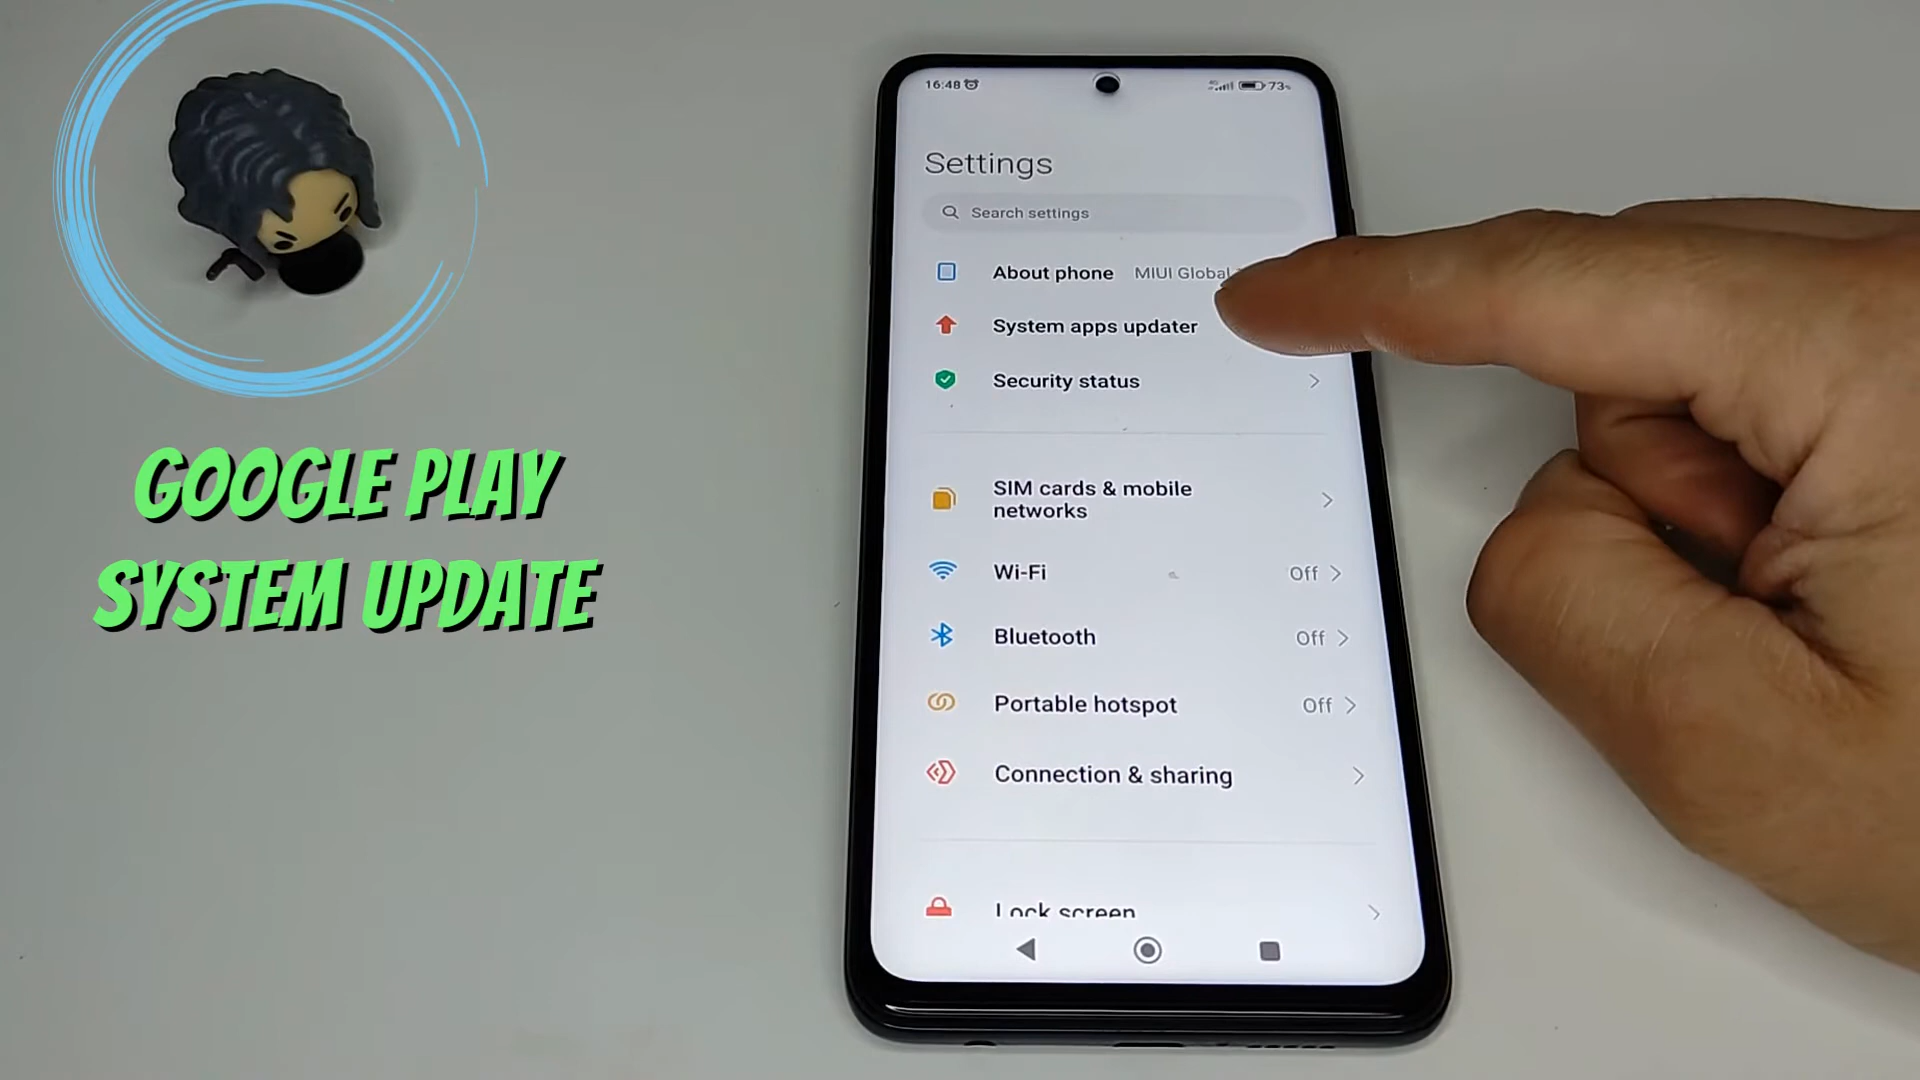 GOOGLE PLAY
SYSTEM UPDATE
16:48
73%
Settings
Search settings
About phone MIUI Global
System apps updater
Security status
SIM cards & mobile
networks
Wi-Fi Off
Bluetooth Off
Portable hotspot Off
Connection & sharing
Lock screen